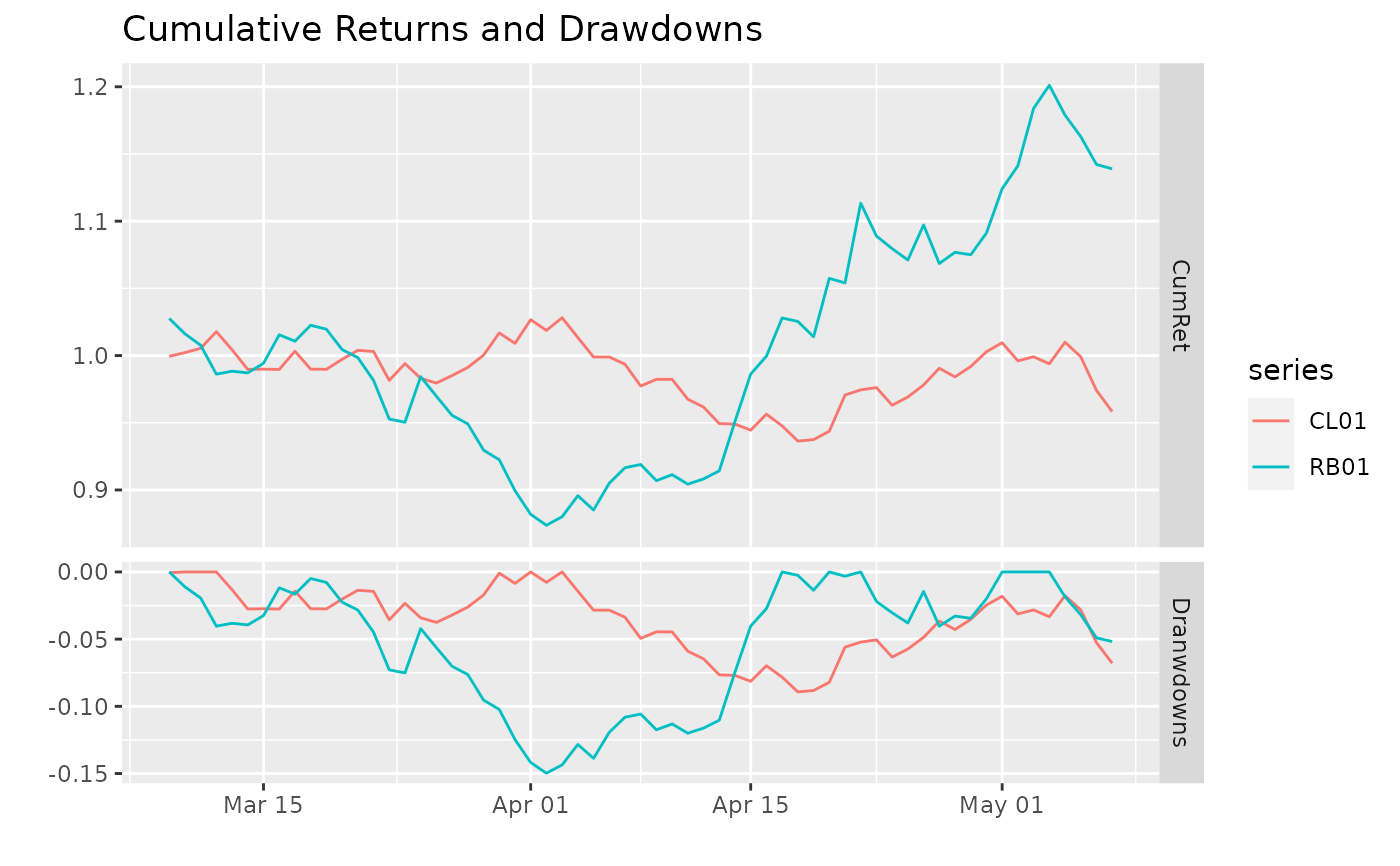 Cumulative Returns and Drawdowns
1.2
1.1
1.0
0.9
CumRet
0.00
-0.05
-0.10
-0.15
Dranwdowns
Mar 15
Apr 01
Apr 15
May 01
series
CL01
RB01